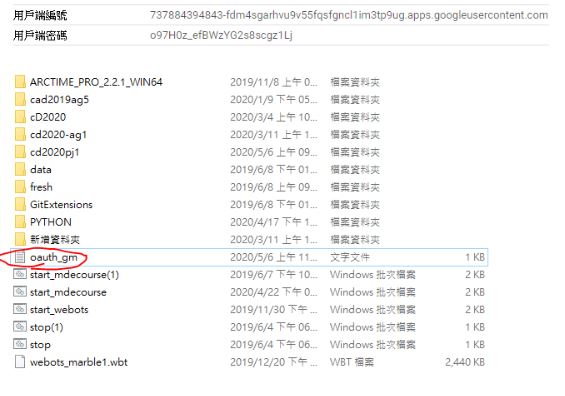 用戶端編號 737884394843-fdm4sgarhvu9v55fqsfgncl1im3tp9ug.apps.googleusercontent.com
用戶端密碼 o97H0z_efBWzYG2s8scgz1Lj
ARCTIME_PRO_2.2.1_WIN64 2019/11/8 上午 0... 檔案資料夾
cad2019ag5 2020/1/9 下午 05... 檔案資料夾
cD2020 2020/3/4 上午 10... 檔案資料夾
cd2020-ag1 2020/3/11 上午 1... 檔案資料夾
cd2020pj1 2020/5/6 上午 09... 檔案資料夾
data 2019/6/8 下午 01... 檔案資料夾
fresh 2019/6/8 上午 09... 檔案資料夾
GitExtensions 2019/6/8 下午 01... 檔案資料夾
PYTHON 2020/4/17 下午 1... 檔案資料夾
新增資料夾 2020/3/11 上午 1... 檔案資料夾
oauth_gm 2020/5/6 上午 11... 文字文件 1 KB
start_mdecourse(1) 2019/6/7 下午 10... Windows 批次檔案 2 KB
start_mdecourse 2020/4/22 下午 0... Windows 批次檔案 2 KB
start_webots 2019/11/30 下午 ... Windows 批次檔案 2 KB
stop(1) 2019/6/4 下午 06... Windows 批次檔案 1 KB
stop 2019/6/4 下午 06... Windows 批次檔案 1 KB
webots_marble1.wbt 2019/12/20 下午 ... WBT 檔案 2,440 KB